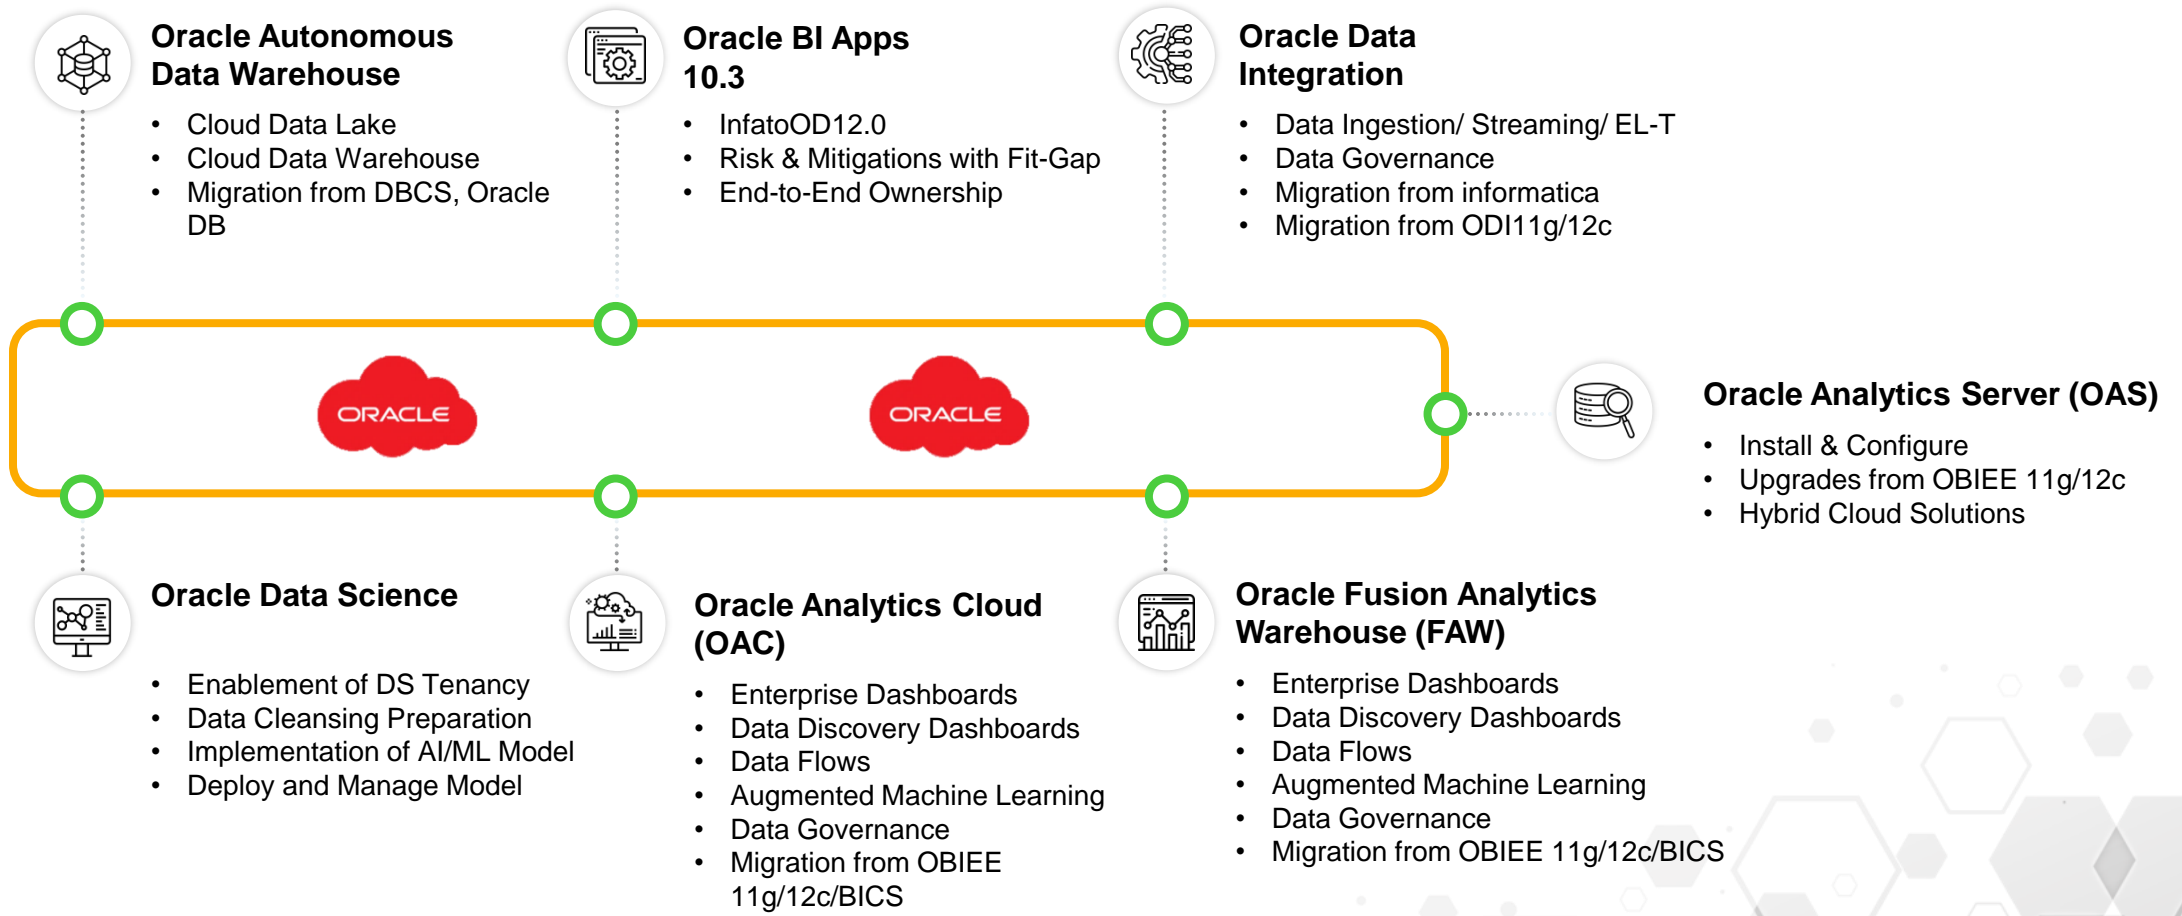 Oracle Autonomous
Data Warehouse
• Cloud Data Lake
• Cloud Data Warehouse
• Migration from DBCS, Oracle
DB
Oracle BI Apps
10.3
• InfatoOD12.0
• Risk & Mitigations with Fit-Gap
• End-to-End Ownership
Oracle Data
Integration
• Data Ingestion/ Streaming/ EL-T
• Data Governance
• Migration from informatica
• Migration from ODI11g/12c
ORACLE
ORACLE
Oracle Analytics Server (OAS)
• Install & Configure
• Upgrades from OBIEE 11g/12c
• Hybrid Cloud Solutions
Oracle Data Science
• Enablement of DS Tenancy
• Data Cleansing Preparation
• Implementation of AI/ML Model
• Deploy and Manage Model
Oracle Analytics Cloud
(OAC)
• Enterprise Dashboards
• Data Discovery Dashboards
• Data Flows
• Augmented Machine Learning
• Data Governance
• Migration from OBIEE
11g/12c/BICS
Oracle Fusion Analytics
Warehouse (FAW)
• Enterprise Dashboards
• Data Discovery Dashboards
• Data Flows
• Augmented Machine Learning
• Data Governance
• Migration from OBIEE 11g/12c/BICS